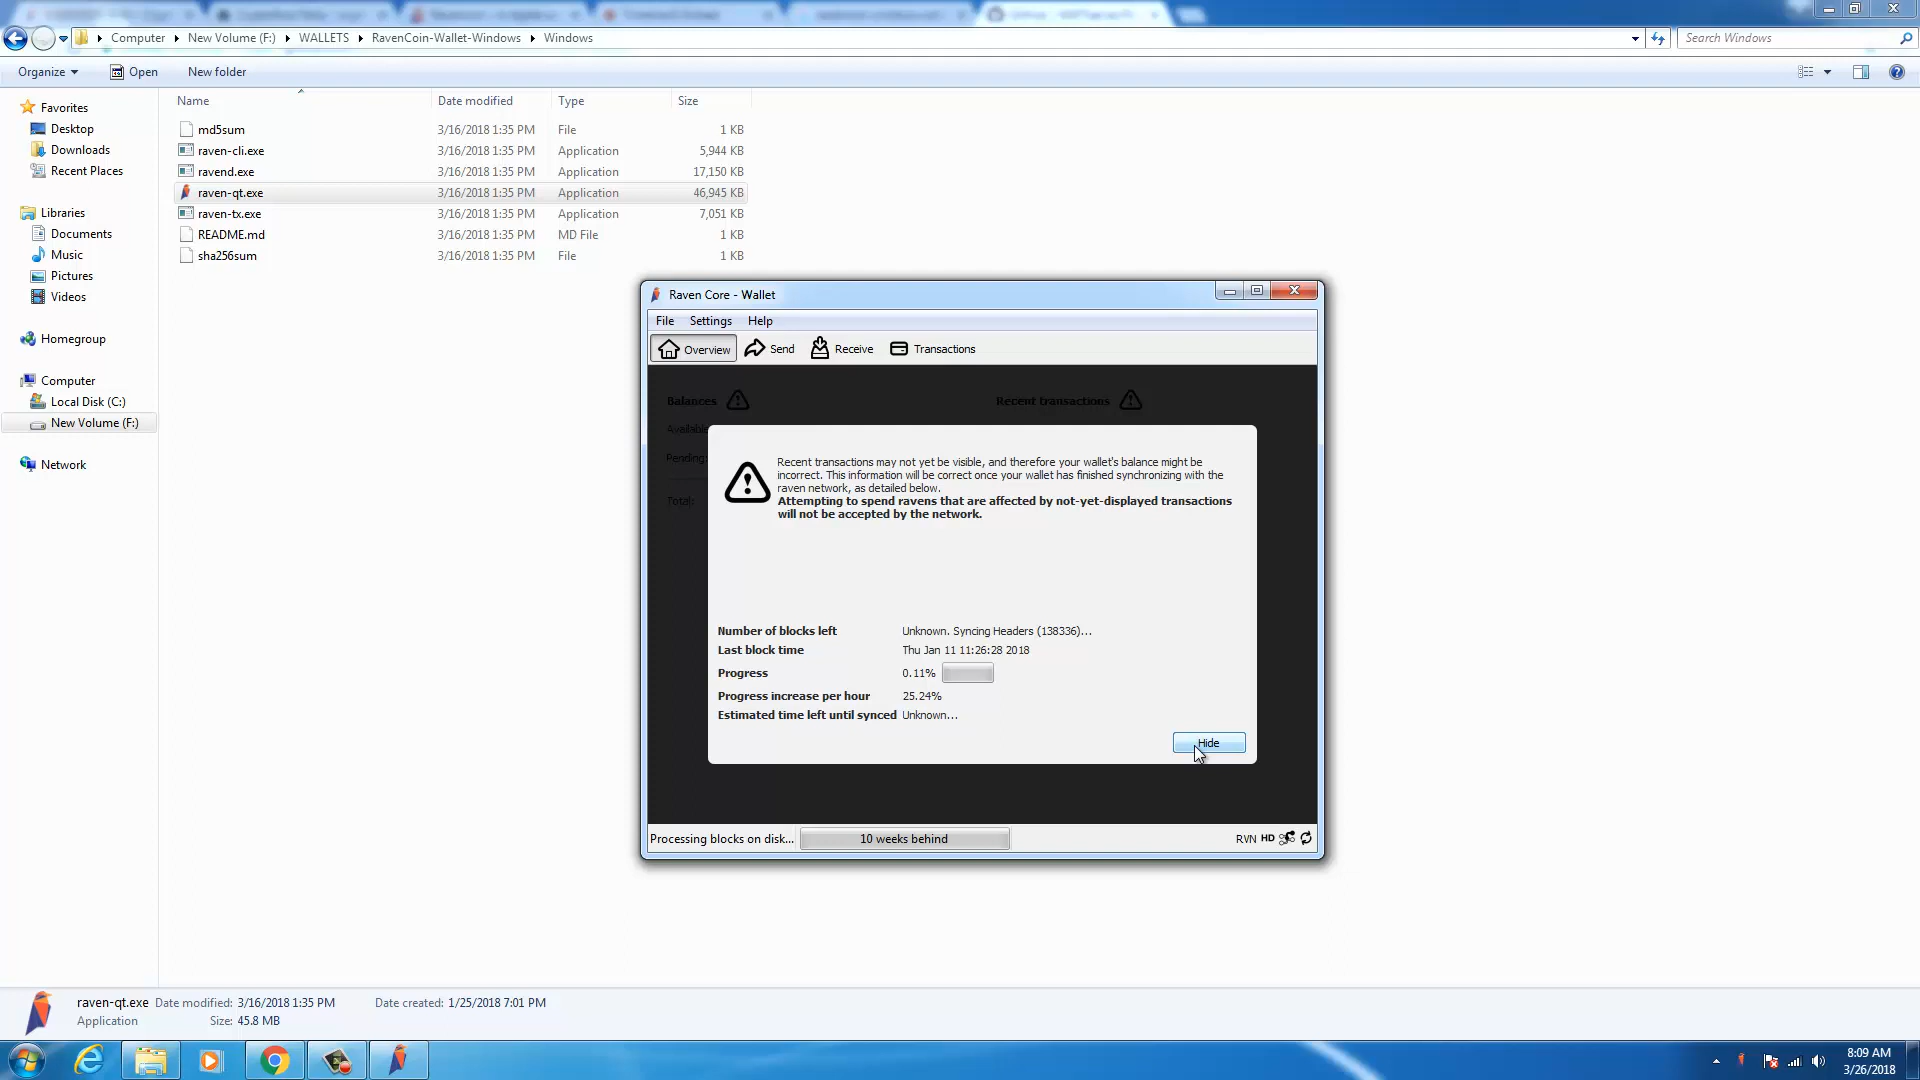 Computer
New Volume (F:)
WALLETS
RavenCoin-Wallet-Windows
Windows
Search Windows
Organize
Open
New folder
Name
Date modified
Type
Size
Favorites
Desktop
Downloads
Recent Places
Libraries
Documents
Music
Pictures
Videos
Homegroup
Computer
Local Disk (C:)
New Volume (F:)
Network
md5sum 3/16/2018 1:35 PM File 1 KB
raven-cli.exe 3/16/2018 1:35 PM Application 5,944 KB
ravend.exe 3/16/2018 1:35 PM Application 17,150 KB
raven-qt.exe 3/16/2018 1:35 PM Application 46,945 KB
raven-tx.exe 3/16/2018 1:35 PM Application 7,051 KB
README.md 3/16/2018 1:35 PM MD File 1 KB
sha256sum 3/16/2018 1:35 PM File 1 KB
Raven Core - Wallet
File Settings Help
Overview Send Receive Transactions
Balances
Recent transactions
Availabl
Pending:
Total:
Recent transactions may not yet be visible, and therefore your wallet's balance might be
incorrect. This information will be correct once your wallet has finished synchronizing with the
raven network, as detailed below.
Attempting to spend ravens that are affected by not-yet-displayed transactions
will not be accepted by the network.
Number of blocks left Unknown. Syncing Headers (138336)...
Last block time Thu Jan 11 11:26:28 2018
Progress 0.11%
Progress increase per hour 25.24%
Estimated time left until synced Unknown...
Hide
Processing blocks on disk... 10 weeks behind RVN HD
raven-qt.exe Date modified: 3/16/2018 1:35 PM Date created: 1/25/2018 7:01 PM
Application Size: 45.8 MB
8:09 AM
3/26/2018